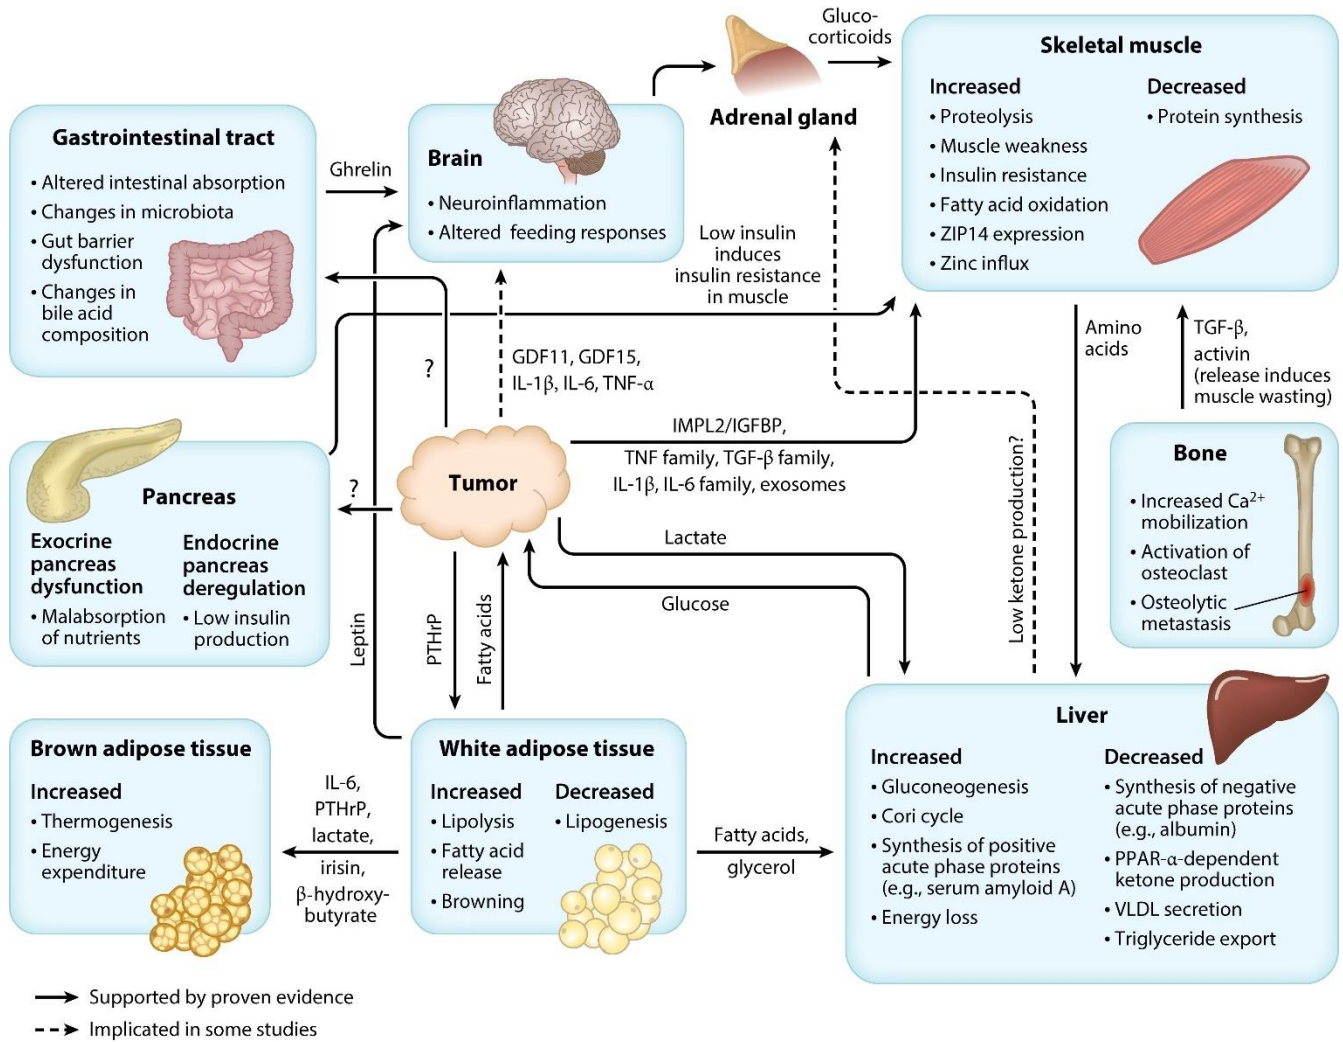 Gastrointestinal tract
• Altered intestinal absorption
• Changes in microbiota
• Gut barrier
dysfunction
• Changes in
bile acid
composition
Ghrelin
Brain
• Neuroinflammation
• Altered feeding responses
Adrenal gland
Gluco-
corticoids
Skeletal muscle
Increased
• Proteolysis
• Muscle weakness
• Insulin resistance
• Fatty acid oxidation
• ZIP14 expression
• Zinc influx
Decreased
• Protein synthesis
Low insulin
induces
insulin resistance
in muscle
?
GDF11, GDF15,
IL-1β, IL-6, TNF-α
Amino
acids
TGF-β,
activin
(release induces
muscle wasting)
Pancreas
Exocrine
pancreas
dysfunction
• Malabsorption
of nutrients
Endocrine
pancreas
deregulation
• Low insulin
production
?
Tumor
IMPL2/IGFBP,
TNF family, TGF-β family,
IL-1β, IL-6 family, exosomes
Lactate
Glucose
Low ketone production?
Bone
• Increased Ca²⁺
mobilization
• Activation of
osteoclast
• Osteolytic
metastasis
Leptin
PTHrP
Fatty acids
Brown adipose tissue
Increased
• Thermogenesis
• Energy
expenditure
IL-6,
PTHrP,
lactate,
irisin,
β-hydroxy-
butyrate
White adipose tissue
Increased
• Lipolysis
• Fatty acid
release
• Browning
Decreased
• Lipogenesis
Fatty acids,
glycerol
Liver
Increased
• Gluconeogenesis
• Cori cycle
• Synthesis of positive
acute phase proteins
(e.g., serum amyloid A)
• Energy loss
Decreased
• Synthesis of negative
acute phase proteins
(e.g., albumin)
• PPAR-α-dependent
ketone production
• VLDL secretion
• Triglyceride export
Supported by proven evidence
Implicated in some studies